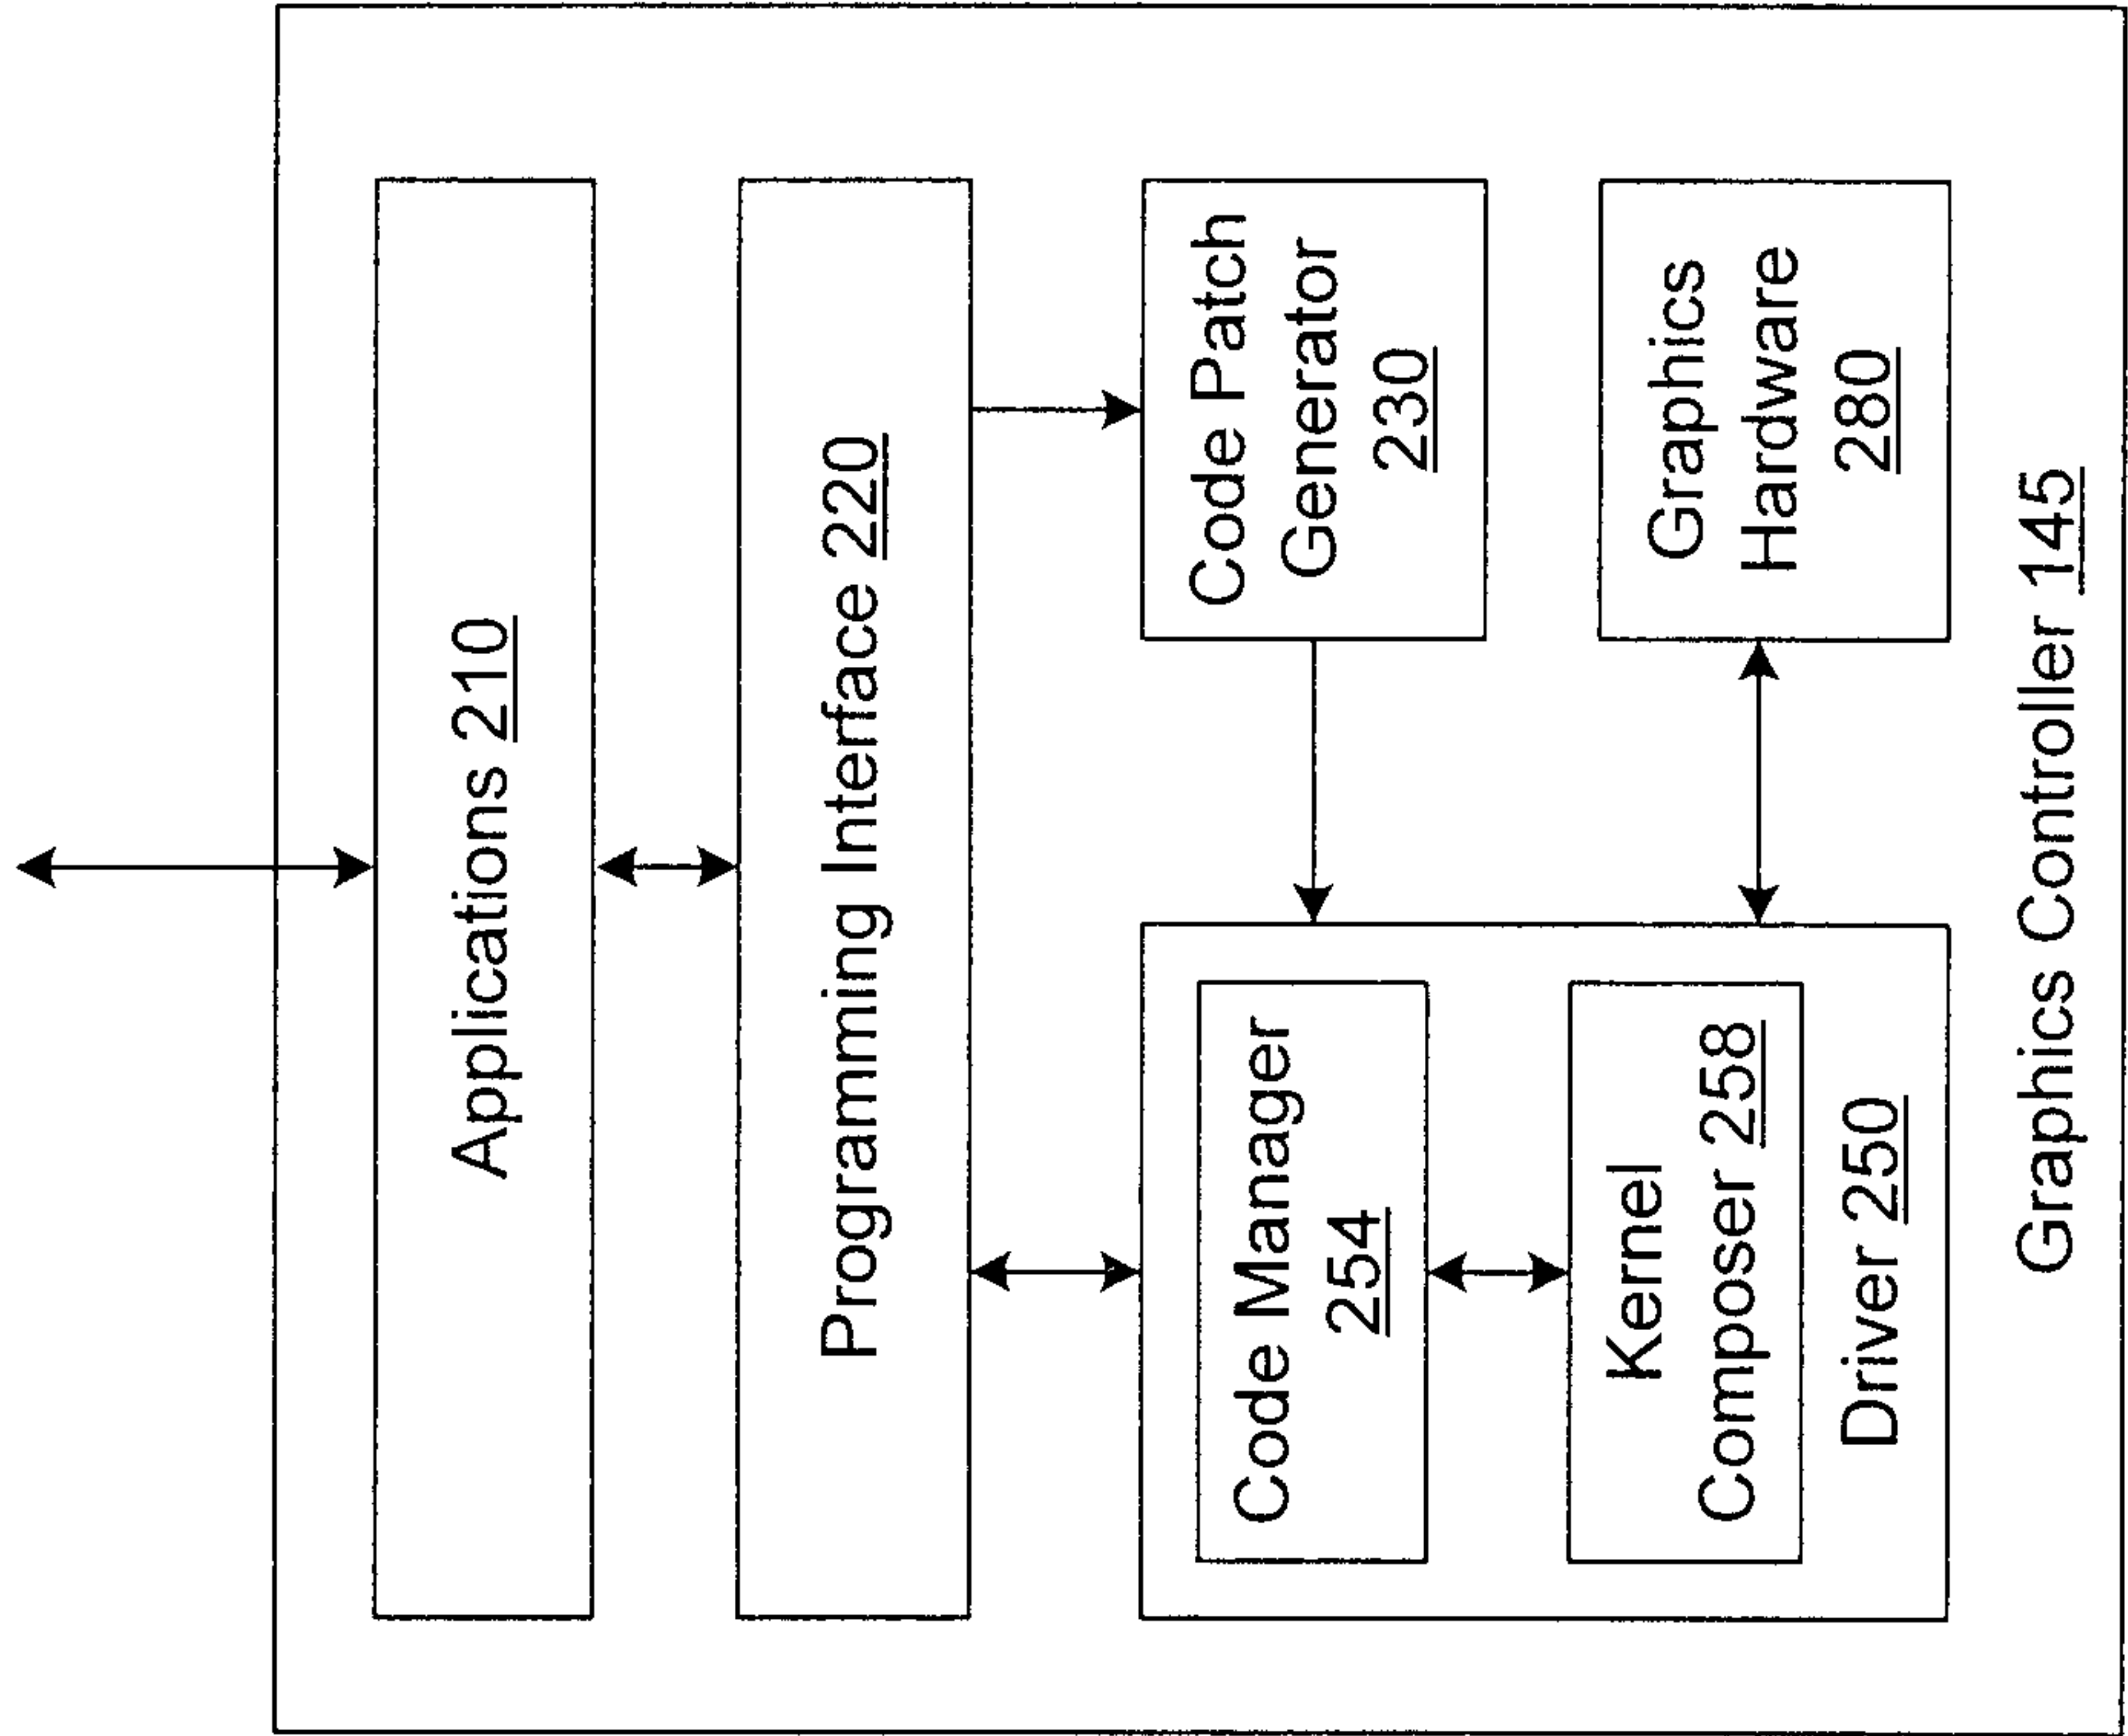 Applications 210
Programming Interface 220
Code Manager
254
Kernel
Composer 258
Driver 250
Code Patch
Generator
230
Graphics
Hardware
280
Graphics Controller 145